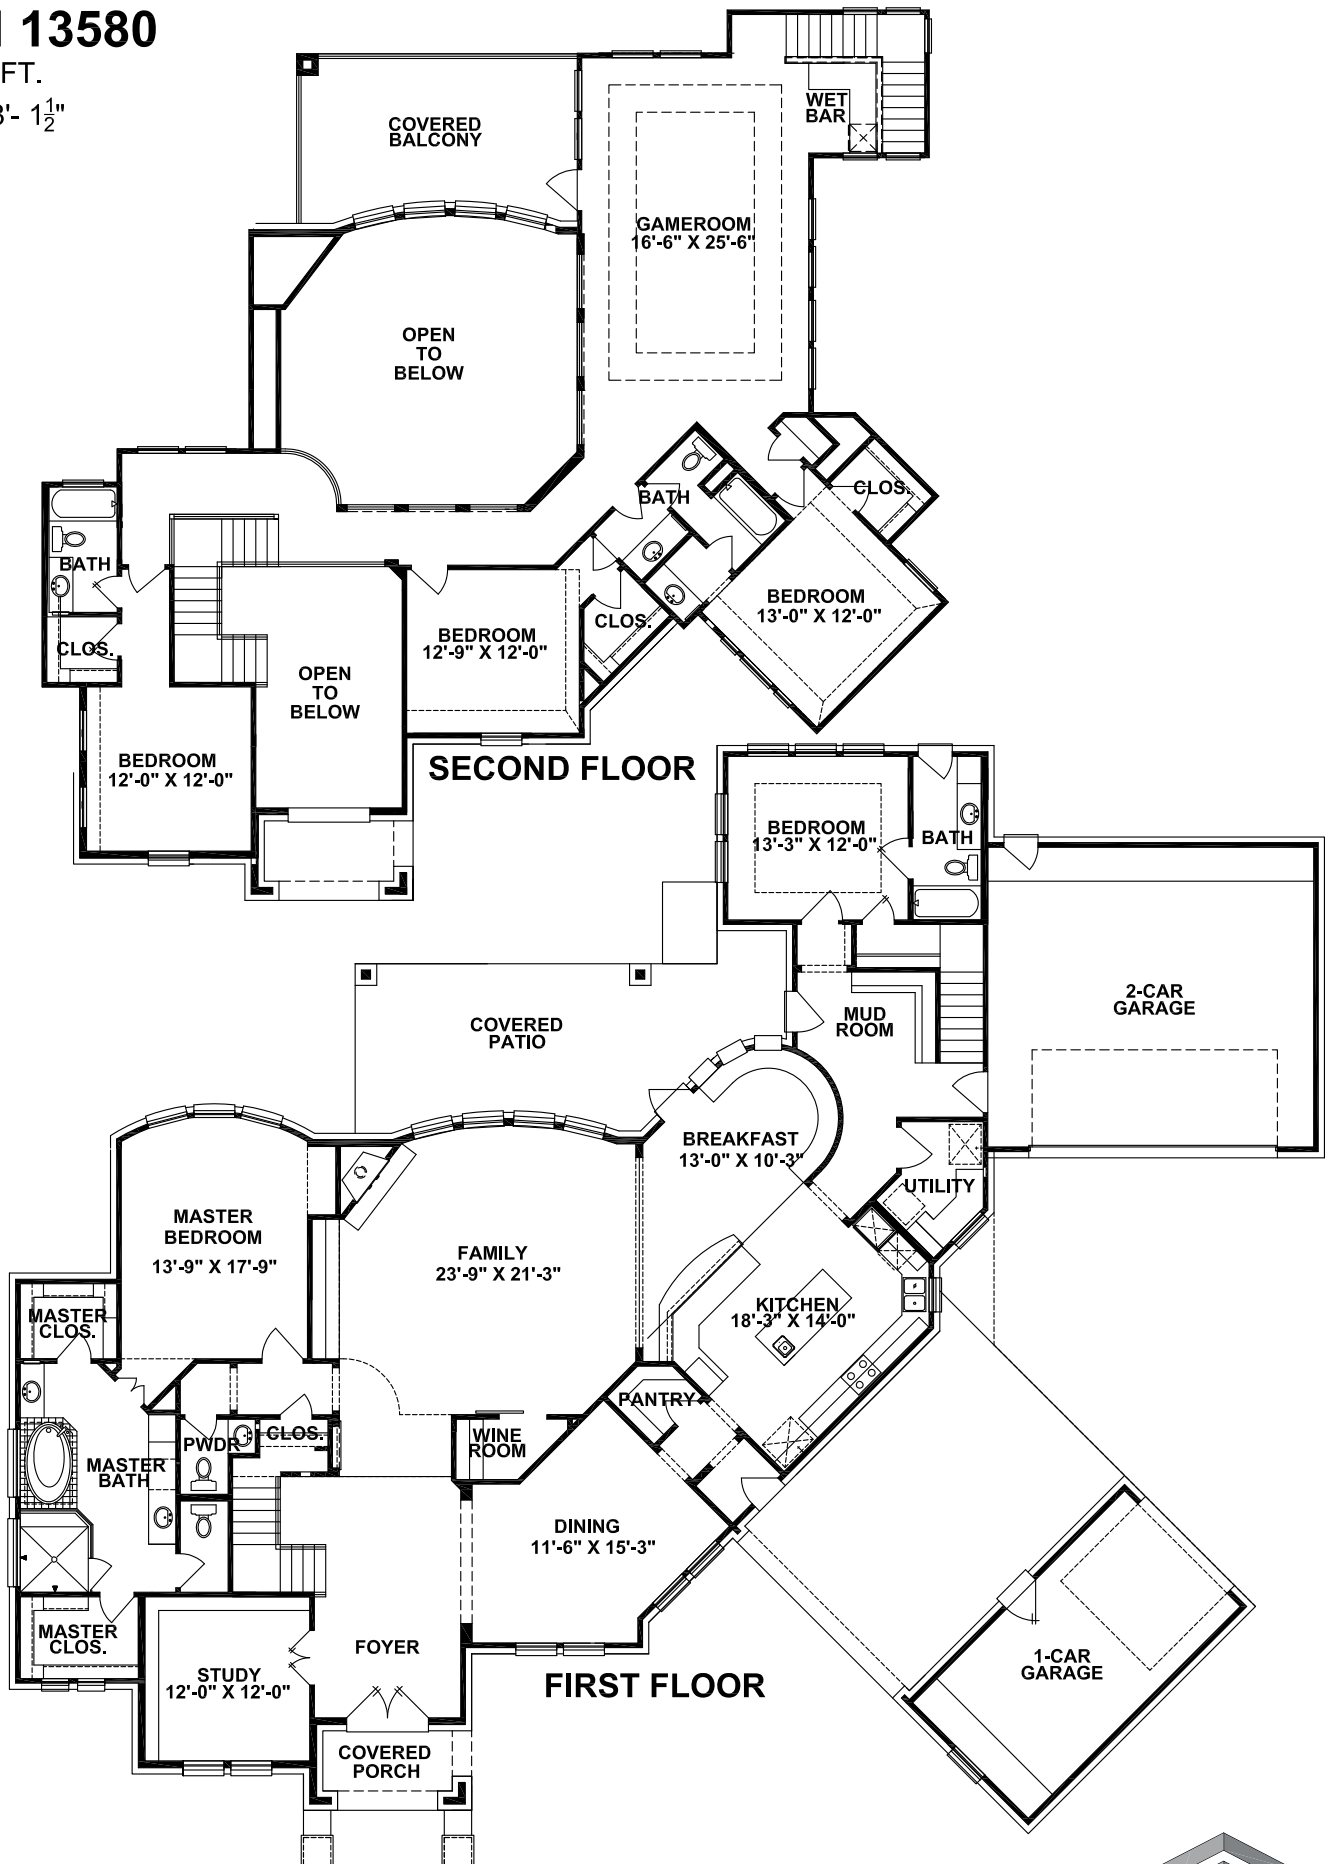 13580
FT.
3'- 1½"
COVERED
BALCONY
WET
BAR
GAMEROOM
16'-6" X 25'-6"
OPEN
TO
BELOW
BATH
CLOS.
BATH
BEDROOM
13'-0" X 12'-0"
CLOS.
BEDROOM
12'-9" X 12'-0"
CLOS.
OPEN
TO
BELOW
BEDROOM
12'-0" X 12'-0"
SECOND FLOOR
BEDROOM
13'-3" X 12'-0"
BATH
2-CAR
GARAGE
MUD
ROOM
COVERED
PATIO
BREAKFAST
13'-0" X 10'-3"
UTILITY
MASTER
BEDROOM
13'-9" X 17'-9"
FAMILY
23'-9" X 21'-3"
KITCHEN
18'-3" X 14'-0"
MASTER
CLOS.
PANTRY
PWDR
CLOS.
WINE
ROOM
MASTER
BATH
DINING
11'-6" X 15'-3"
MASTER
CLOS.
FOYER
STUDY
12'-0" X 12'-0"
1-CAR
GARAGE
FIRST FLOOR
COVERED
PORCH